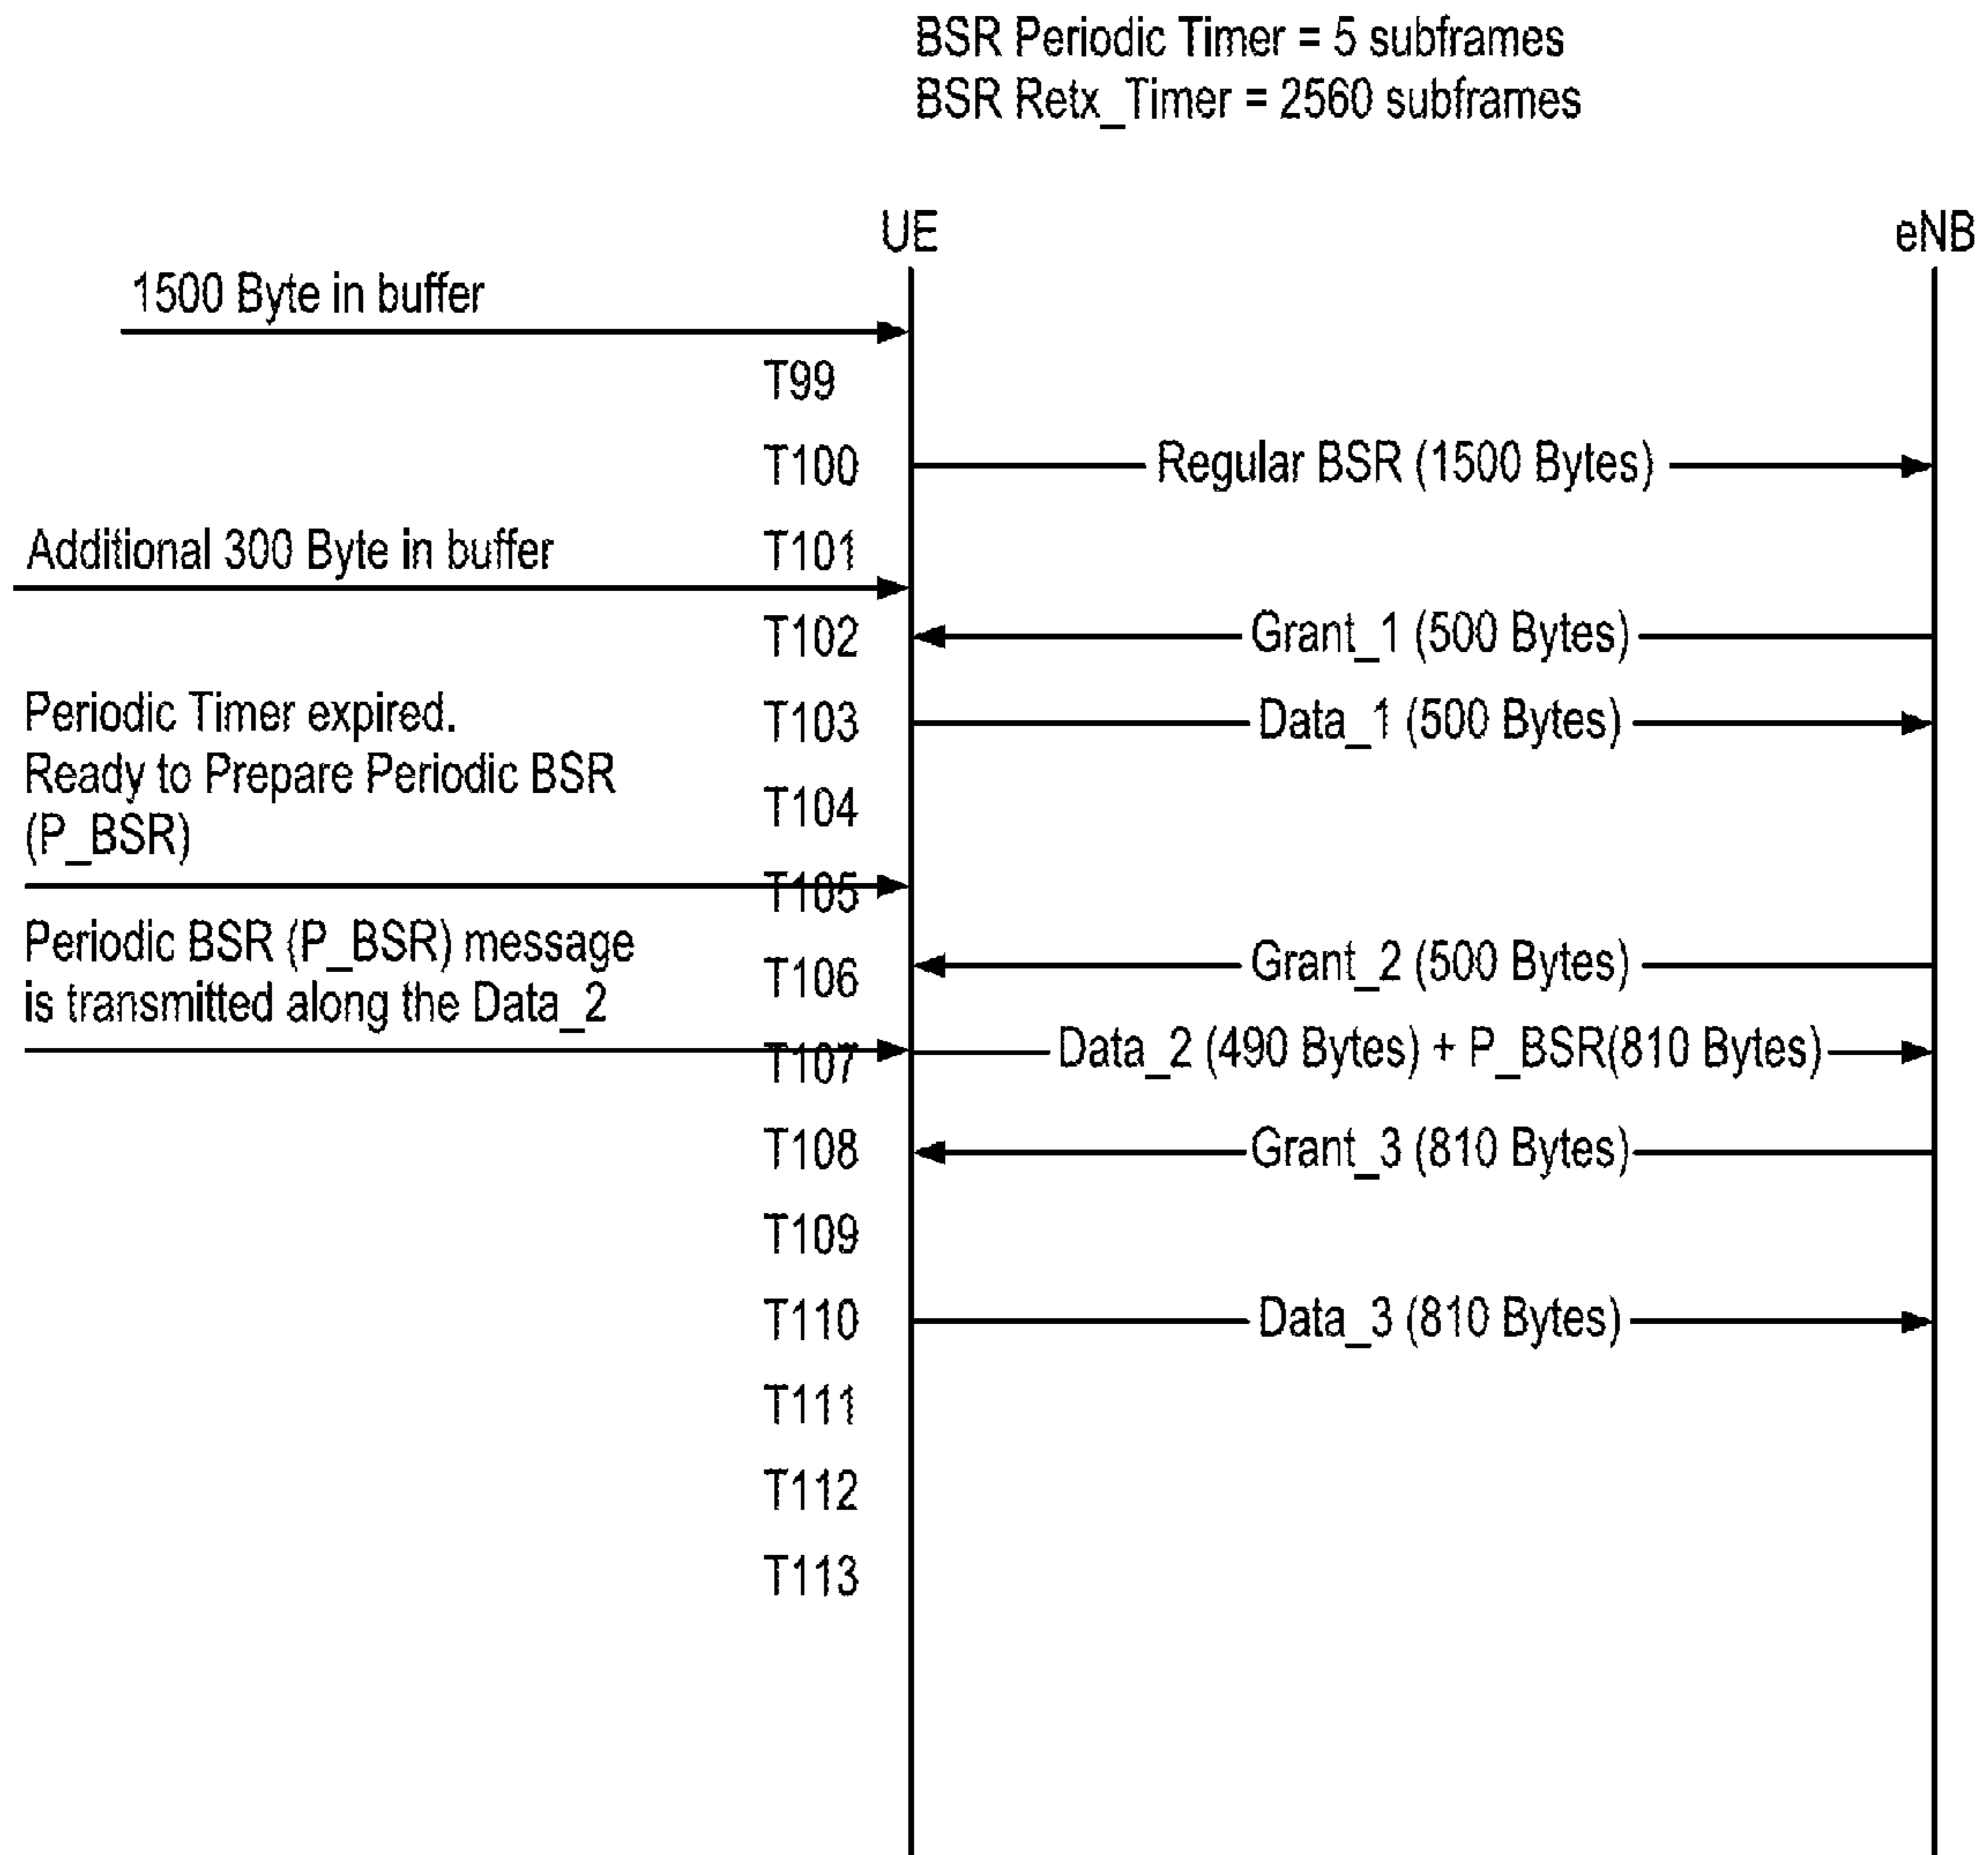 BSR Periodic Timer = 5 subframes
BSR Retx_Timer = 2560 subframes
UE
eNB
1500 Byte in buffer
T99
T100
Regular BSR (1500 Bytes)
Additional 300 Byte in buffer
T101
T102
Grant_1 (500 Bytes)
Periodic Timer expired.
Ready to Prepare Periodic BSR
(P_BSR)
T103
Data_1 (500 Bytes)
T104
T105
Periodic BSR (P_BSR) message
is transmitted along the Data_2
T106
Grant_2 (500 Bytes)
T107
Data_2 (490 Bytes) + P_BSR(810 Bytes)
T108
Grant_3 (810 Bytes)
T109
T110
Data_3 (810 Bytes)
T111
T112
T113